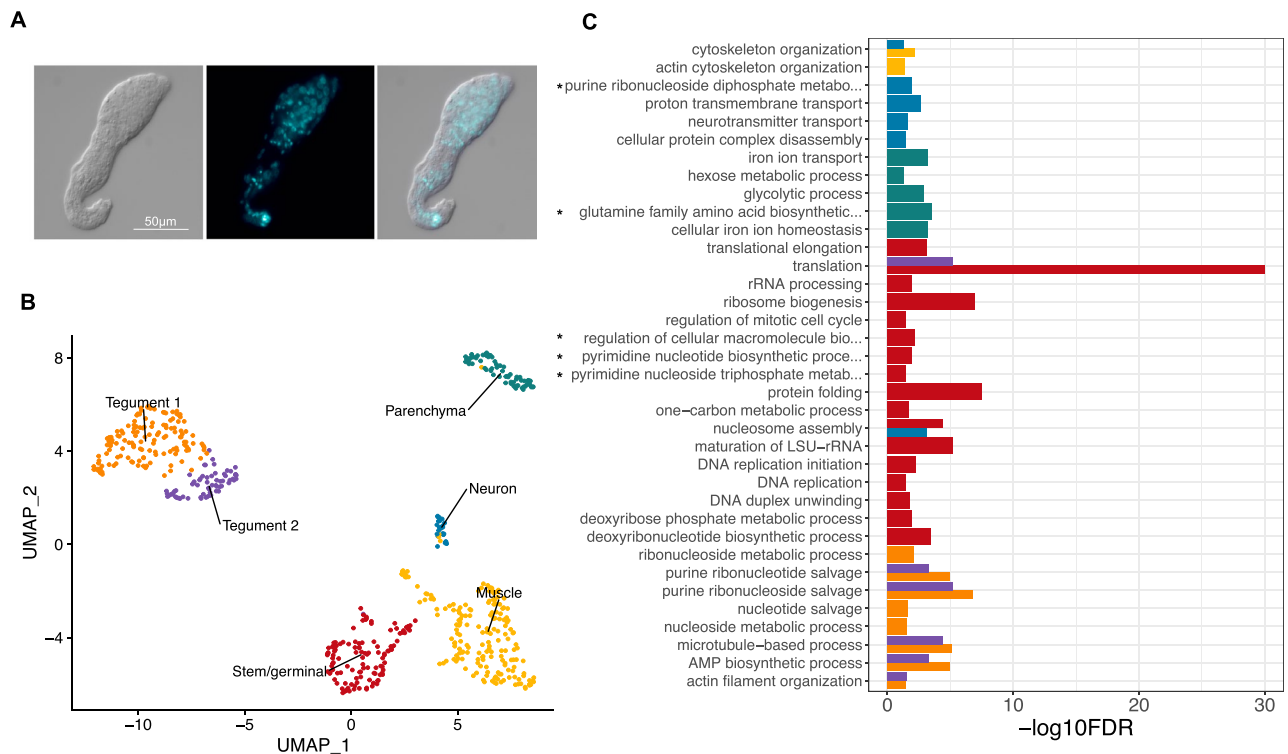 A
50µm
B
8
4
0
−4
UMAP_2
Tegument 1
Tegument 2
Parenchyma
Neuron
Muscle
Stem/germinal
−10
−5
0
5
UMAP_1
C
cytoskeleton organization
actin cytoskeleton organization
* purine ribonucleoside diphosphate metabo...
proton transmembrane transport
neurotransmitter transport
cellular protein complex disassembly
iron ion transport
hexose metabolic process
glycolytic process
* glutamine family amino acid biosynthetic...
cellular iron ion homeostasis
translational elongation
translation
rRNA processing
ribosome biogenesis
regulation of mitotic cell cycle
* regulation of cellular macromolecule bio...
* pyrimidine nucleotide biosynthetic proce...
* pyrimidine nucleoside triphosphate metab...
protein folding
one−carbon metabolic process
nucleosome assembly
maturation of LSU−rRNA
DNA replication initiation
DNA replication
DNA duplex unwinding
deoxyribose phosphate metabolic process
deoxyribonucleotide biosynthetic process
ribonucleoside metabolic process
purine ribonucleotide salvage
purine ribonucleoside salvage
nucleotide salvage
nucleoside metabolic process
microtubule−based process
AMP biosynthetic process
actin filament organization
0
10
20
30
−log10FDR